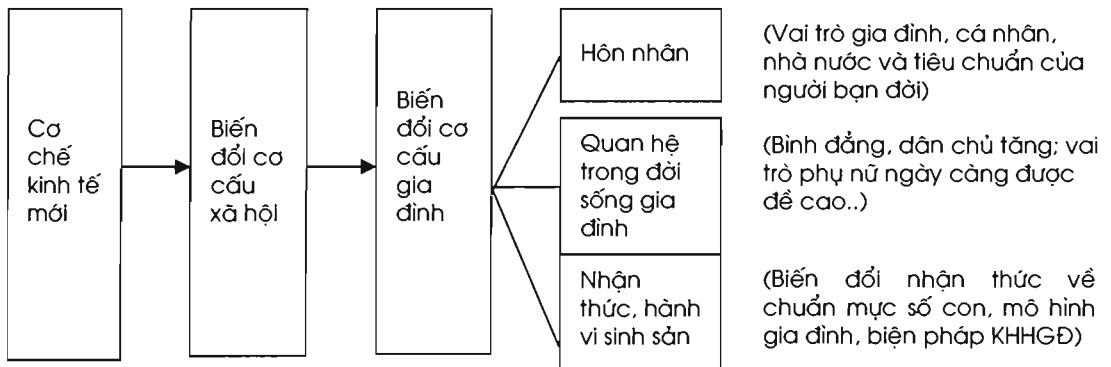 Cơ
chế
kinh tế
mới
Biến
đổi cơ
cấu
xã hội
Biến
đổi cơ
cấu
gia
đình
Hôn nhân
(Vai trò gia đình, cá nhân,
nhà nước và tiêu chuẩn của
người bạn đời)
Quan hệ
trong đời
sống gia
đình
(Bình đẳng, dân chủ tăng; vai
trò phụ nữ ngày càng được
đề cao..)
Nhận
thức, hành
vi sinh sản
(Biến đổi nhận thức về
chuẩn mực số con, mô hình
gia đình, biện pháp KHHGĐ)